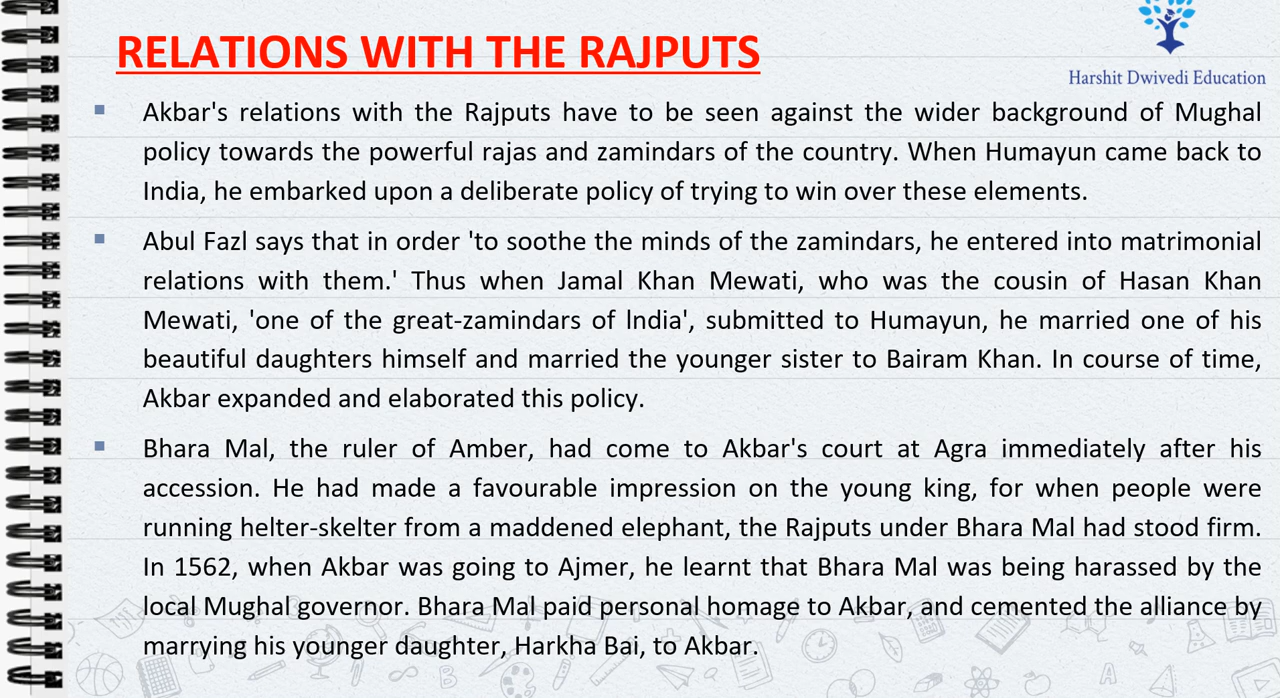 RELATIONS WITH THE RAJPUTS
Harshit Dwivedi Education
Akbar's relations with the Rajputs have to be seen against the wider background of Mughal
policy towards the powerful rajas and zamindars of the country. When Humayun came back to
India, he embarked upon a deliberate policy of trying to win over these elements.
Abul Fazl says that in order 'to soothe the minds of the zamindars, he entered into matrimonial
relations with them.' Thus when Jamal Khan Mewati, who was the cousin of Hasan Khan
Mewati, 'one of the great-zamindars of lndia', submitted to Humayun, he married one of his
beautiful daughters himself and married the younger sister to Bairam Khan. In course of time,
Akbar expanded and elaborated this policy.
Bhara Mal, the ruler of Amber, had come to Akbar's court at Agra immediately after his
accession. He had made a favourable impression on the young king, for when people were
running helter-skelter from a maddened elephant, the Rajputs under Bhara Mal had stood firm.
In 1562, when Akbar was going to Ajmer, he learnt that Bhara Mal was being harassed by the
local Mughal governor. Bhara Mal paid personal homage to Akbar, and cemented the alliance by
marrying his younger daughter, Harkha Bai, to Akbar.